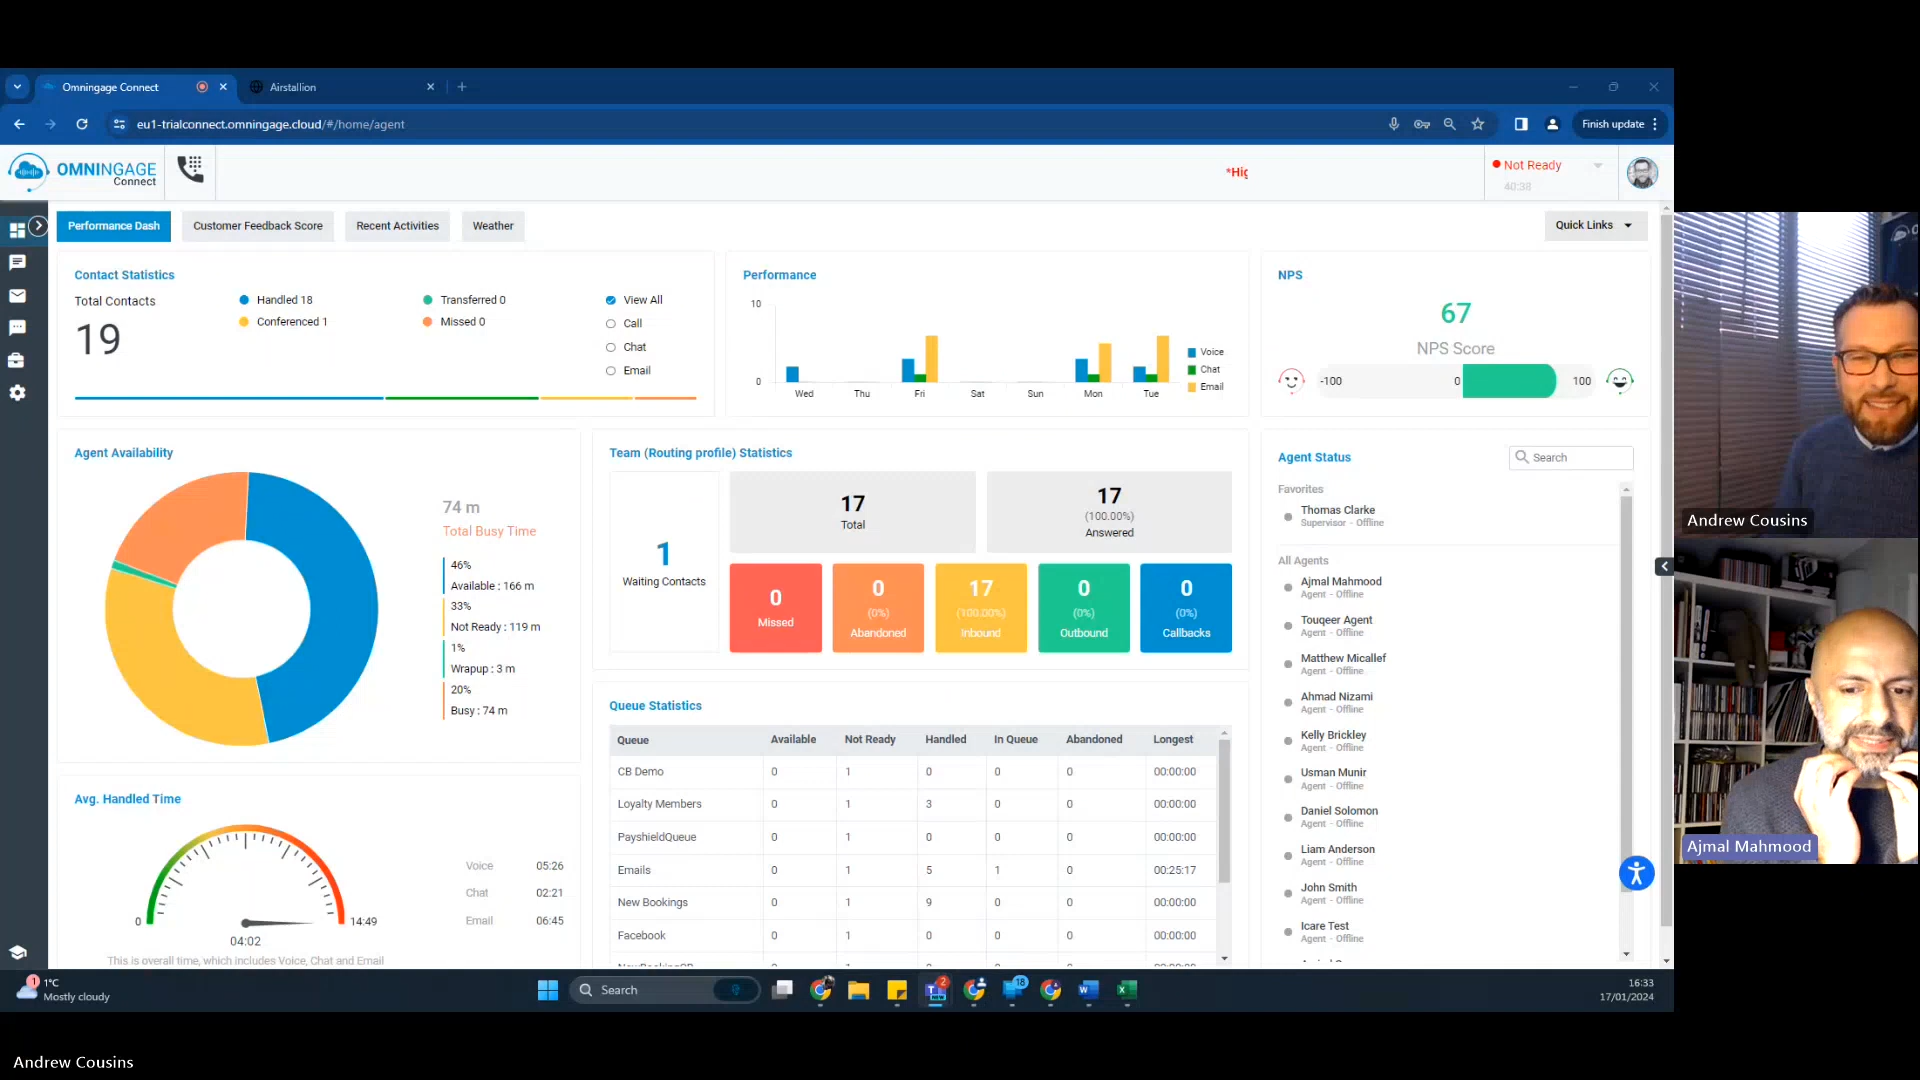 Omningage Connect
Airstallion
eu1-trialconnect.omningage.cloud/#/home/agent
Finish update
OMNINGAGE
Connect
*Hig
Not Ready
40:38
Performance Dash
Customer Feedback Score
Recent Activities
Weather
Quick Links
Contact Statistics
Total Contacts
19
Handled 18
Conferenced 1
Transferred 0
Missed 0
View All
Call
Chat
Email
Performance
10
0
Wed Thu Fri Sat Sun Mon Tue
Voice
Chat
Email
NPS
67
NPS Score
-100 0 100
Agent Availability
74 m
Total Busy Time
46%
Available : 166 m
33%
Not Ready : 119 m
1%
Wrapup : 3 m
20%
Busy : 74 m
Team (Routing profile) Statistics
1
Waiting Contacts
17
Total
17
(100.00%)
Answered
0
Missed
0
(0%)
Abandoned
17
(100.00%)
Inbound
0
(0%)
Outbound
0
(0%)
Callbacks
Agent Status
Search
Favorites
Thomas Clarke
Supervisor - Offline
All Agents
Ajmal Mahmood
Agent - Offline
Touqeer Agent
Agent - Offline
Matthew Micallef
Agent - Offline
Ahmad Nizami
Agent - Offline
Kelly Brickley
Agent - Offline
Usman Munir
Agent - Offline
Daniel Solomon
Agent - Offline
Liam Anderson
Agent - Offline
John Smith
Agent - Offline
Icare Test
Agent - Offline
Avg. Handled Time
0
14:49
04:02
Voice 05:26
Chat 02:21
Email 06:45
This is overall time, which includes Voice, Chat and Email
Queue Statistics
Queue Available Not Ready Handled In Queue Abandoned Longest
CB Demo 0 1 0 0 0 00:00:00
Loyalty Members 0 1 3 0 0 00:00:00
PayshieldQueue 0 1 0 0 0 00:00:00
Emails 0 1 5 1 0 00:25:17
New Bookings 0 1 9 0 0 00:00:00
Facebook 0 1 0 0 0 00:00:00
1
1°C
Mostly cloudy
Search
2
18
16:33
17/01/2024
Andrew Cousins
Ajmal Mahmood
Andrew Cousins